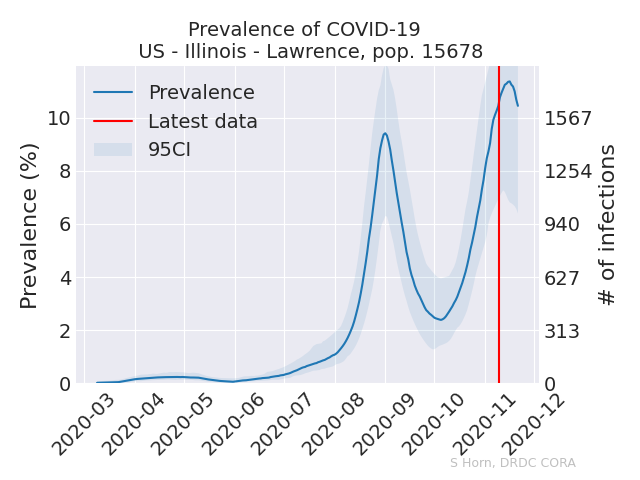 Prevalence of COVID-19
US - Illinois - Lawrence, pop. 15678
Prevalence
Latest data
95CI
Prevalence (%)
10
8
6
4
2
0
# of infections
1567
1254
940
627
313
0
2020-03
2020-04
2020-05
2020-06
2020-07
2020-08
2020-09
2020-10
2020-11
2020-12
S Horn, DRDC CORA